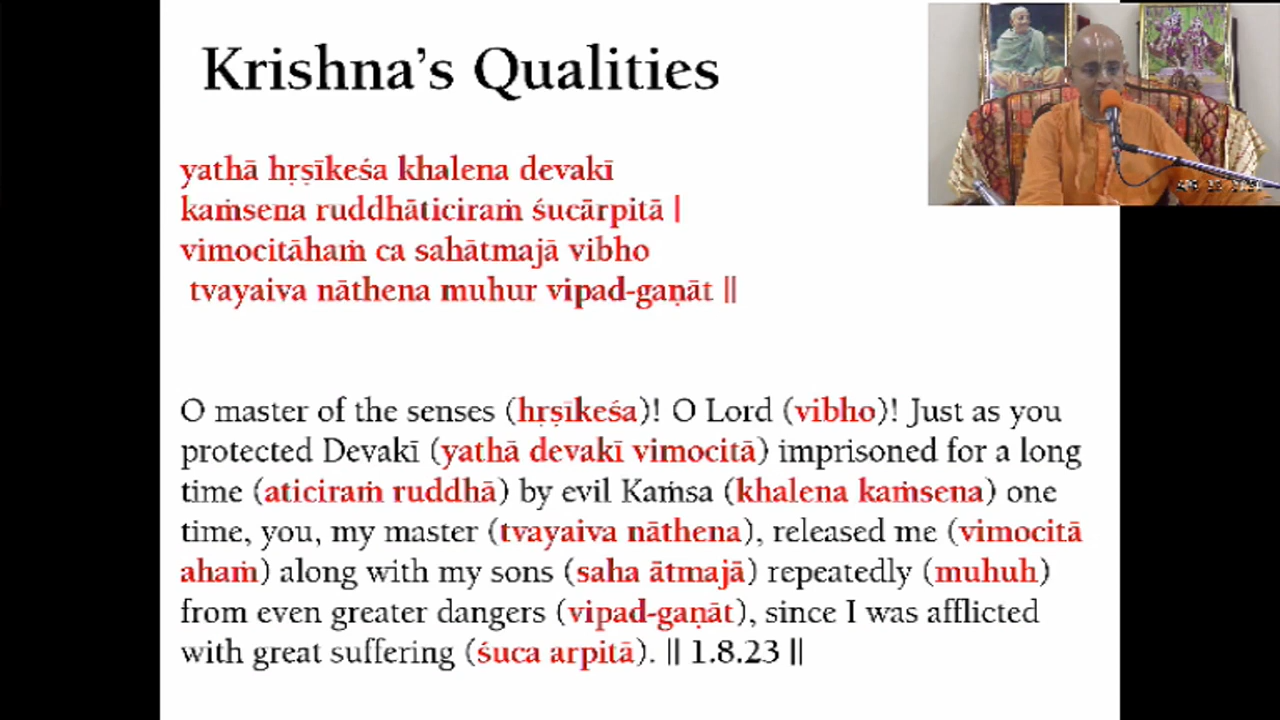 Krishna's Qualities
yathā hṛṣīkeśa khalena devakī
kaṁsena ruddhāticiraṁ śucārpitā |
vimocitāhaṁ ca sahātmajā vibho
tvayaiva nāthena muhur vipad-gaṇāt ||
O master of the senses (hṛṣīkeśa)! O Lord (vibho)! Just as you
protected Devakī (yathā devakī vimocitā) imprisoned for a long
time (aticiraṁ ruddhā) by evil Kaṁsa (khalena kaṁsena) one
time, you, my master (tvayaiva nāthena), released me (vimocitā
ahaṁ) along with my sons (saha ātmajā) repeatedly (muhuh)
from even greater dangers (vipad-gaṇāt), since I was afflicted
with great suffering (śuca arpitā). || 1.8.23 ||